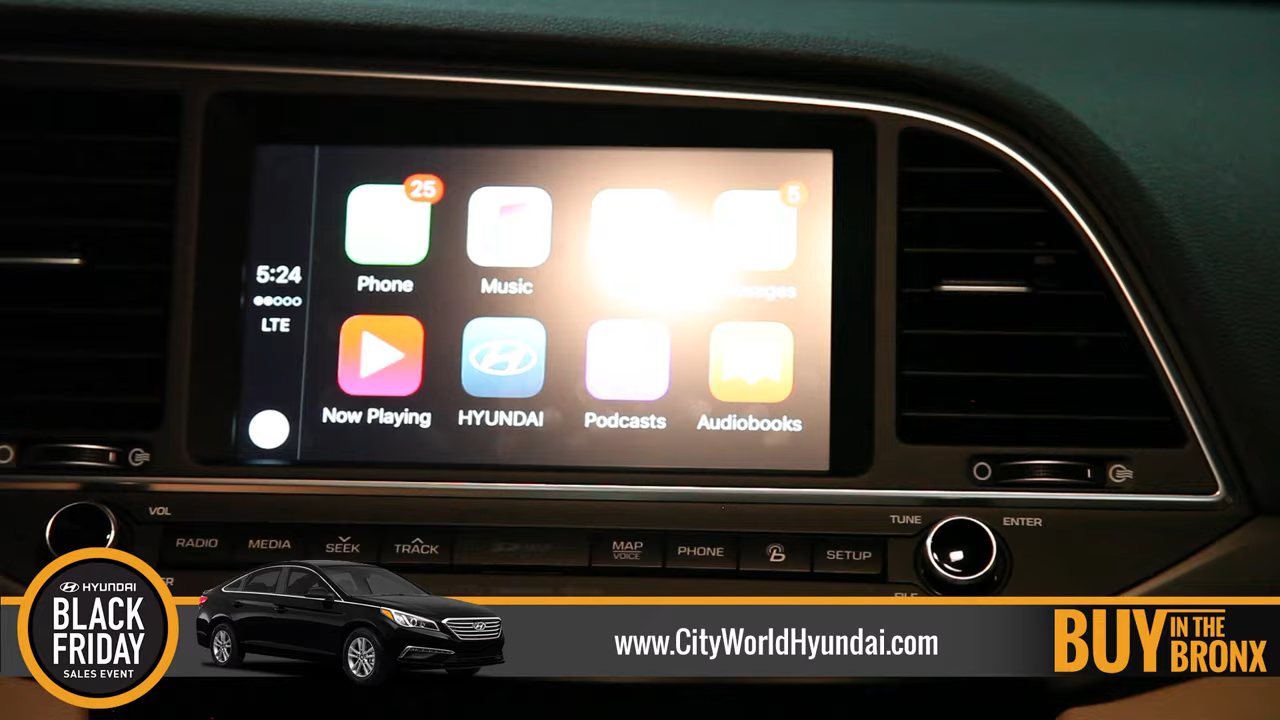 25
5
Phone
Music
5:24
LTE
Now Playing
HYUNDAI
Podcasts
Audiobooks
VOL
TUNE
ENTER
RADIO
MEDIA
SEEK
TRACK
MAP
VOICE
PHONE
SETUP
FILE
HYUNDAI
BLACK
FRIDAY
SALES EVENT
www.CityWorldHyundai.com
BUY IN THE
BRONX